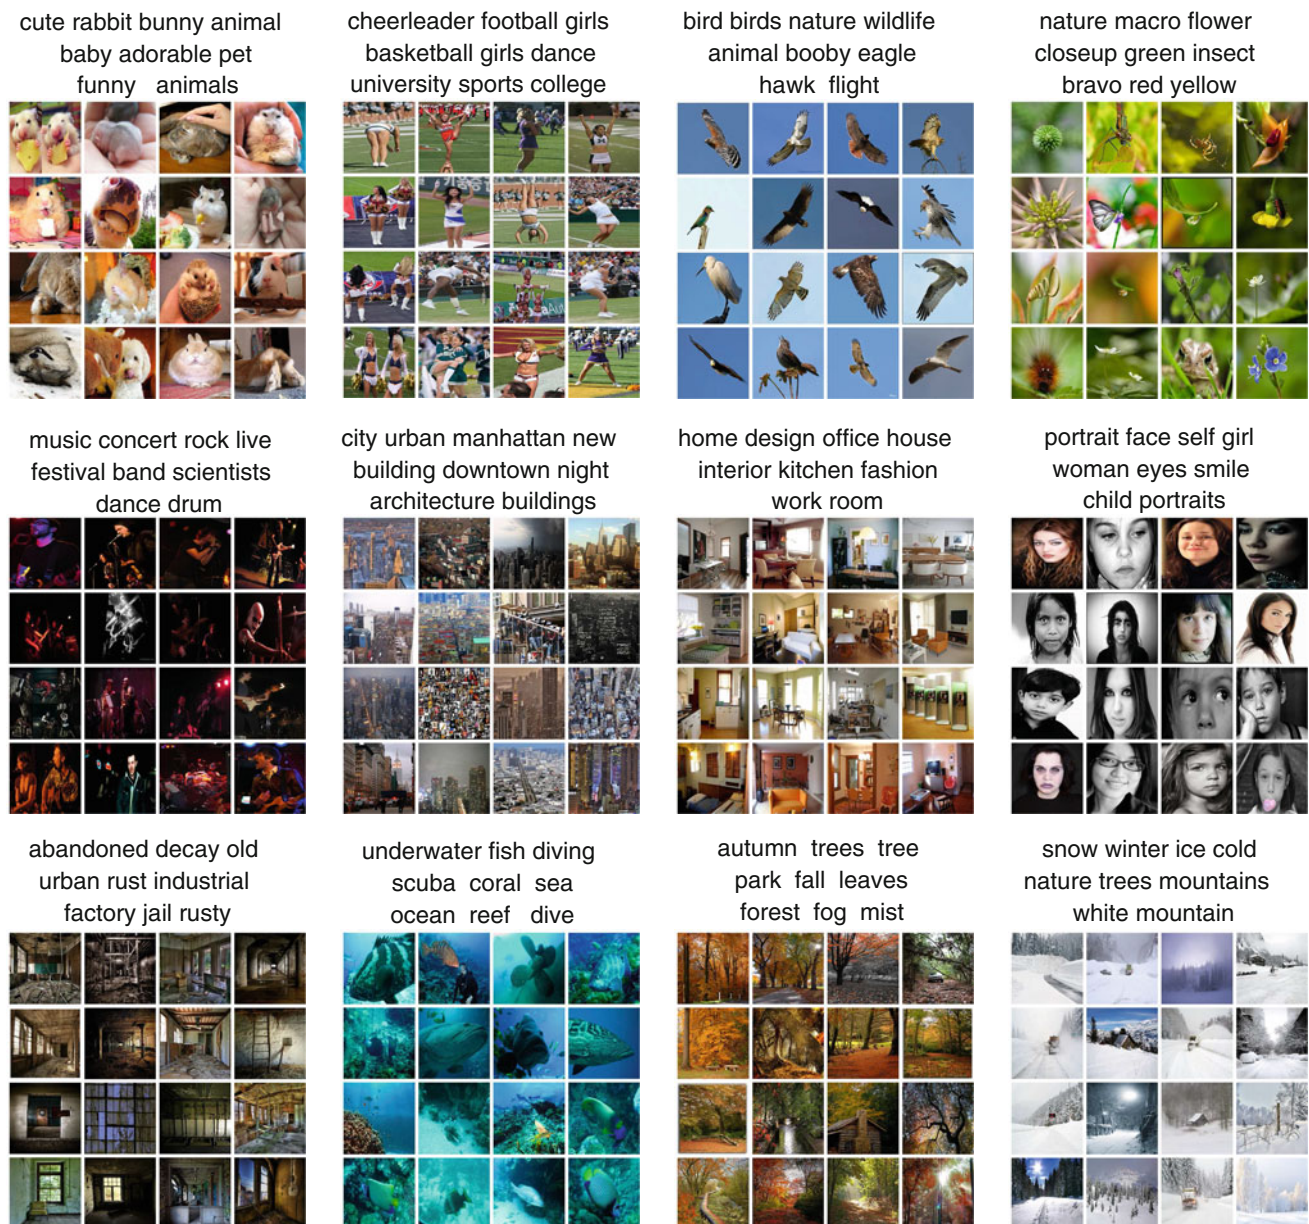 cute rabbit bunny animal
baby adorable pet
funny animals
cheerleader football girls
basketball girls dance
university sports college
bird birds nature wildlife
animal booby eagle
hawk flight
nature macro flower
closeup green insect
bravo red yellow
music concert rock live
festival band scientists
dance drum
city urban manhattan new
building downtown night
architecture buildings
home design office house
interior kitchen fashion
work room
portrait face self girl
woman eyes smile
child portraits
abandoned decay old
urban rust industrial
factory jail rusty
underwater fish diving
scuba coral sea
ocean reef dive
autumn trees tree
park fall leaves
forest fog mist
snow winter ice cold
nature trees mountains
white mountain